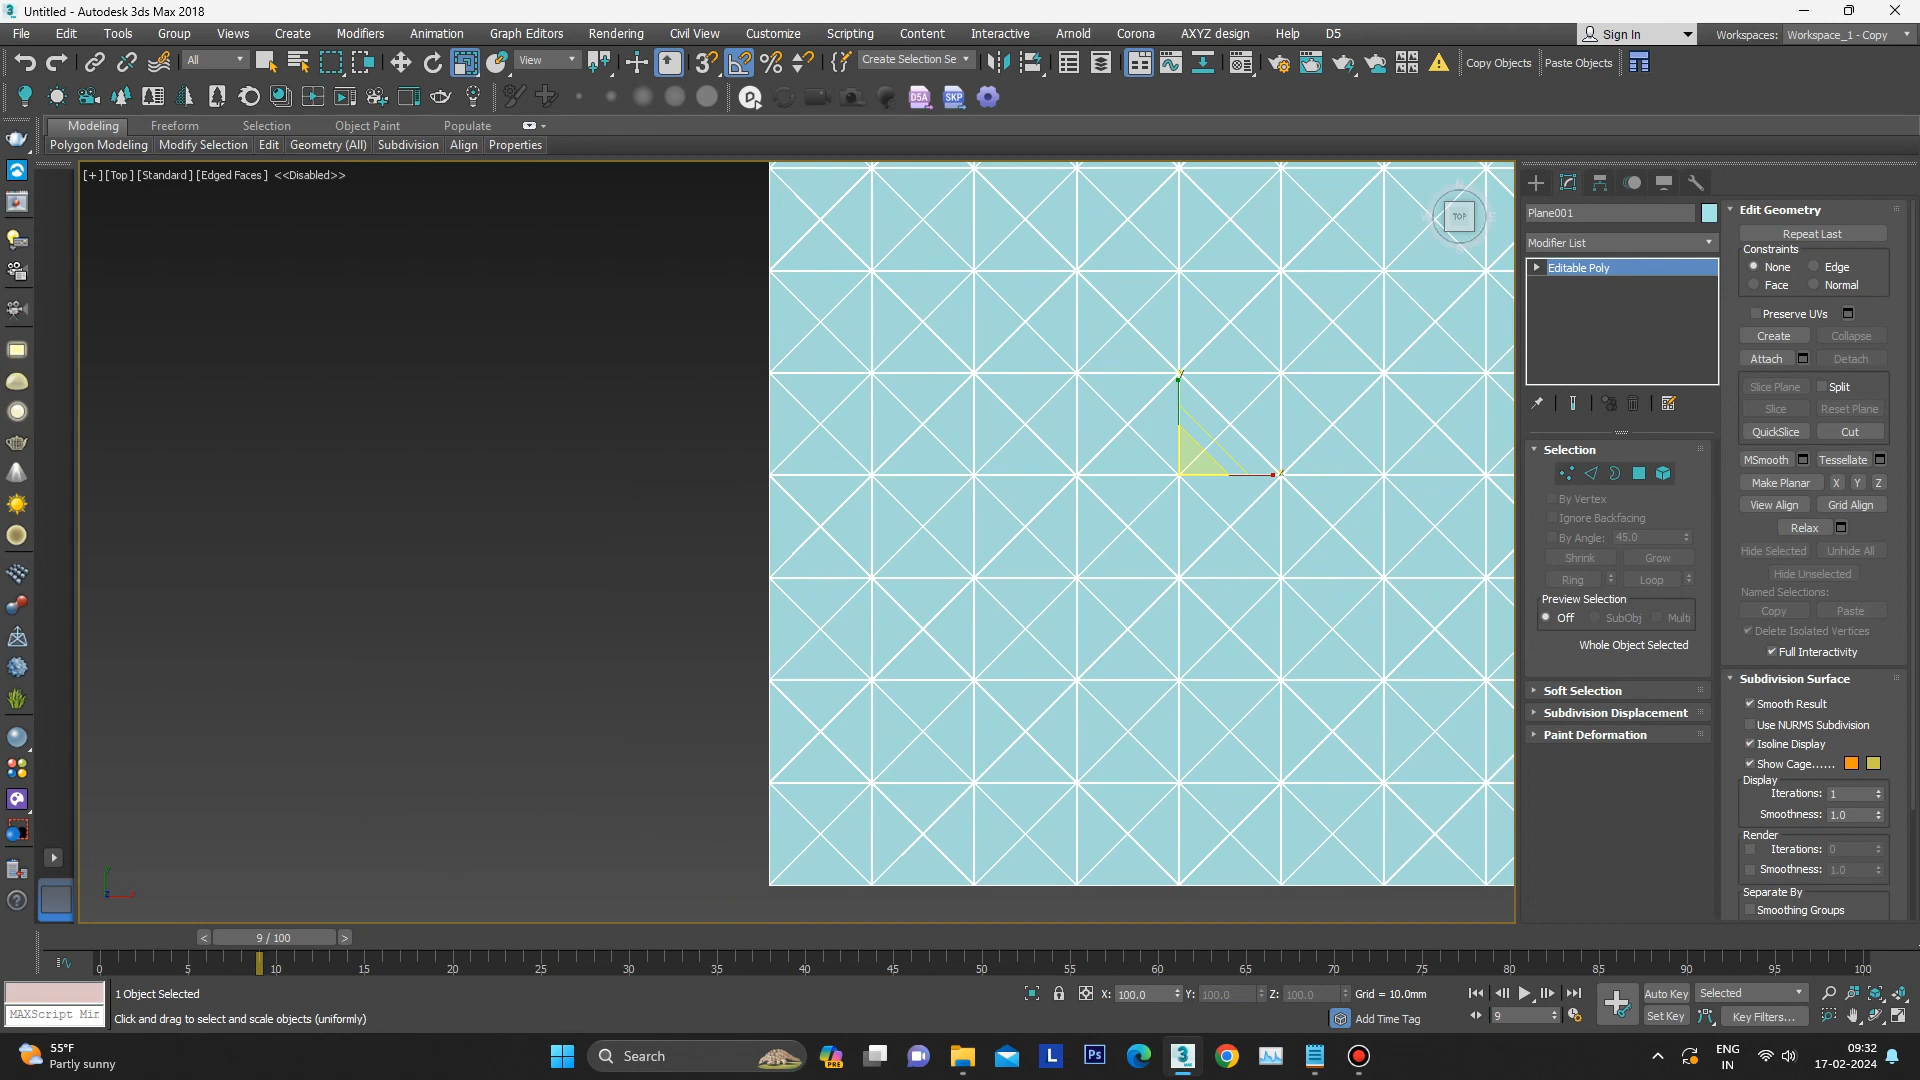 Untitled - Autodesk 3ds Max 2018
File Edit Tools Group Views Create Modifiers Animation Graph Editors Rendering Civil View Customize Scripting Content Interactive Arnold Corona AXYZ design Help D5
Sign In Workspaces: Workspace_1 - Copy
All View Create Selection Se Copy Objects Paste Objects
D5A SKP
Modeling Freeform Selection Object Paint Populate
Polygon Modeling Modify Selection Edit Geometry (All) Subdivision Align Properties
[+] [Top ] [Standard ] [Edged Faces ] <<Disabled>>
TOP
y
x
Plane001
Modifier List
Editable Poly
Selection
By Vertex
Ignore Backfacing
By Angle: 45.0
Shrink Grow
Ring Loop
Preview Selection
Off SubObj Multi
Whole Object Selected
Soft Selection
Subdivision Displacement
Paint Deformation
Edit Geometry
Repeat Last
Constraints
None Edge
Face Normal
Preserve UVs
Create Collapse
Attach Detach
Slice Plane Split
Slice Reset Plane
QuickSlice Cut
MSmooth Tessellate
Make Planar X Y Z
View Align Grid Align
Relax
Hide Selected Unhide All
Hide Unselected
Named Selections:
Copy Paste
Delete Isolated Vertices
Full Interactivity
Subdivision Surface
Smooth Result
Use NURMS Subdivision
Isoline Display
Show Cage......
Display
Iterations: 1
Smoothness: 1.0
Render
Iterations: 0
Smoothness: 1.0
Separate By
Smoothing Groups
< 9 / 100 >
0 5 10 15 20 25 30 35 40 45 50 55 60 65 70 75 80 85 90 95 100
1 Object Selected X: 100.0 Y: 100.0 Z: 100.0 Grid = 10.0mm Auto Key Selected
MAXScript Mir Click and drag to select and scale objects (uniformly) Add Time Tag 9 Set Key Key Filters...
55°F
Partly sunny
Search
PRE
L
Ps
3
ENG
IN
09:32
17-02-2024